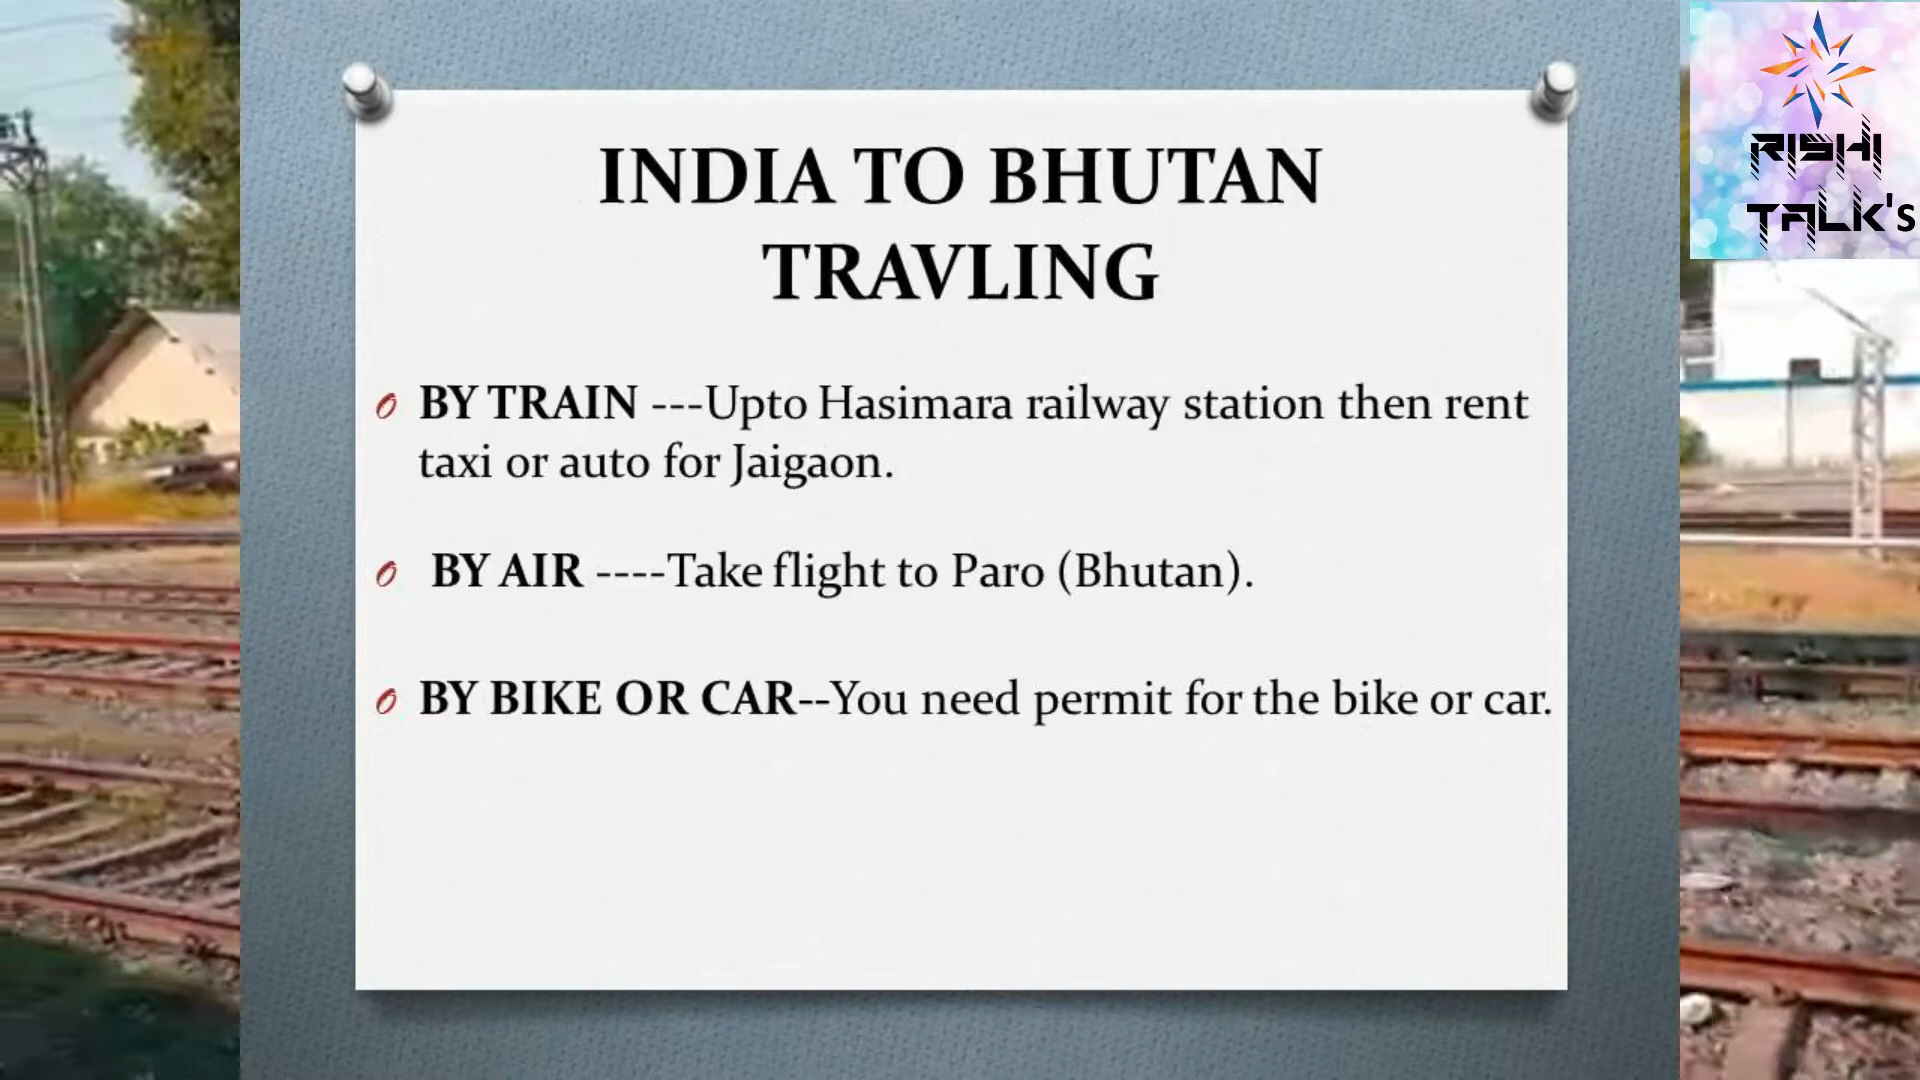 RISHI
TALK's
INDIA TO BHUTAN
TRAVLING
BY TRAIN ---Upto Hasimara railway station then rent
taxi or auto for Jaigaon.
BY AIR ----Take flight to Paro (Bhutan).
BY BIKE OR CAR--You need permit for the bike or car.